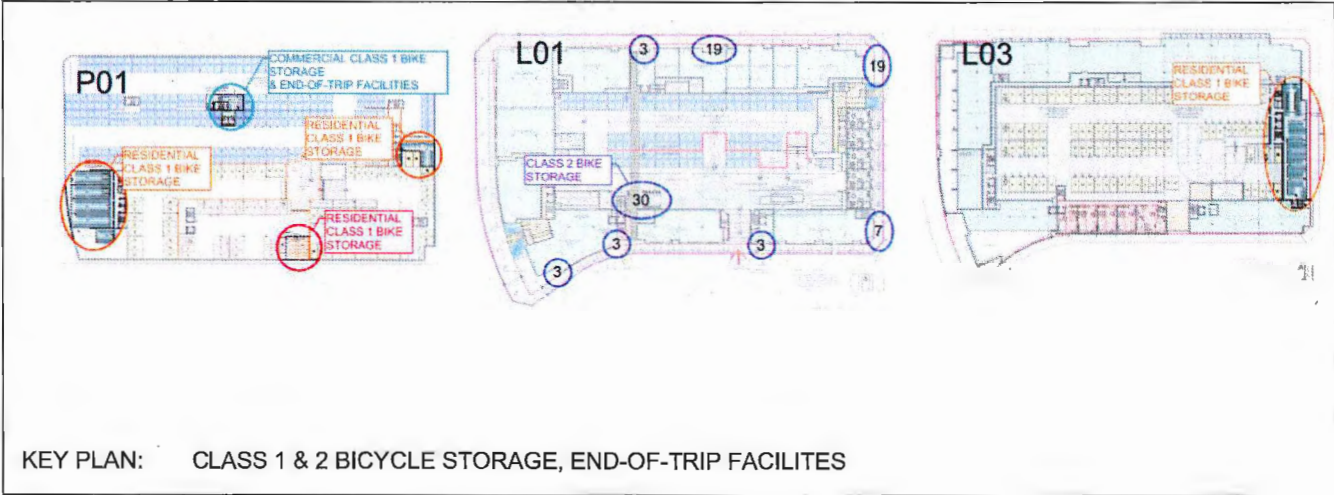 P01
COMMERCIAL CLASS 1 BIKE
STORAGE
& END-OF-TRIP FACILITIES
RESIDENTIAL
CLASS 1 BIKE
STORAGE
RESIDENTIAL
CLASS 1 BIKE
STORAGE
RESIDENTIAL
CLASS 1 BIKE
STORAGE
L01
3
19
19
CLASS 2 BIKE
STORAGE
30
3
3
3
7
L03
RESIDENTIAL
CLASS 1 BIKE
STORAGE
KEY PLAN: CLASS 1 & 2 BICYCLE STORAGE, END-OF-TRIP FACILITES